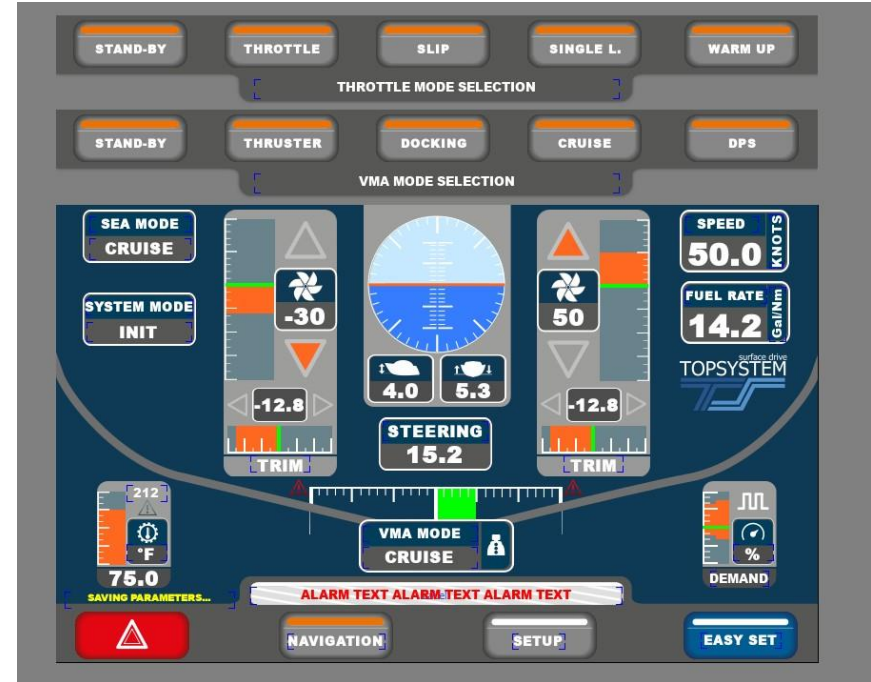 STAND-BY THROTTLE SLIP SINGLE L. WARM UP
THROTTLE MODE SELECTION
STAND-BY THRUSTER DOCKING CRUISE DPS
VMA MODE SELECTION
SEA MODE
CRUISE
SYSTEM MODE
INIT
-30
-12.8
TRIM
4.0 5.3
STEERING
15.2
50
-12.8
TRIM
SPEED
50.0 KNOTS
FUEL RATE
14.2 Gal/Nm
surface drive
TOPSYSTEM
212
°F
75.0
SAVING PARAMETERS...
VMA MODE
CRUISE
%
DEMAND
ALARM TEXT ALARM TEXT ALARM TEXT
NAVIGATION SETUP EASY SET